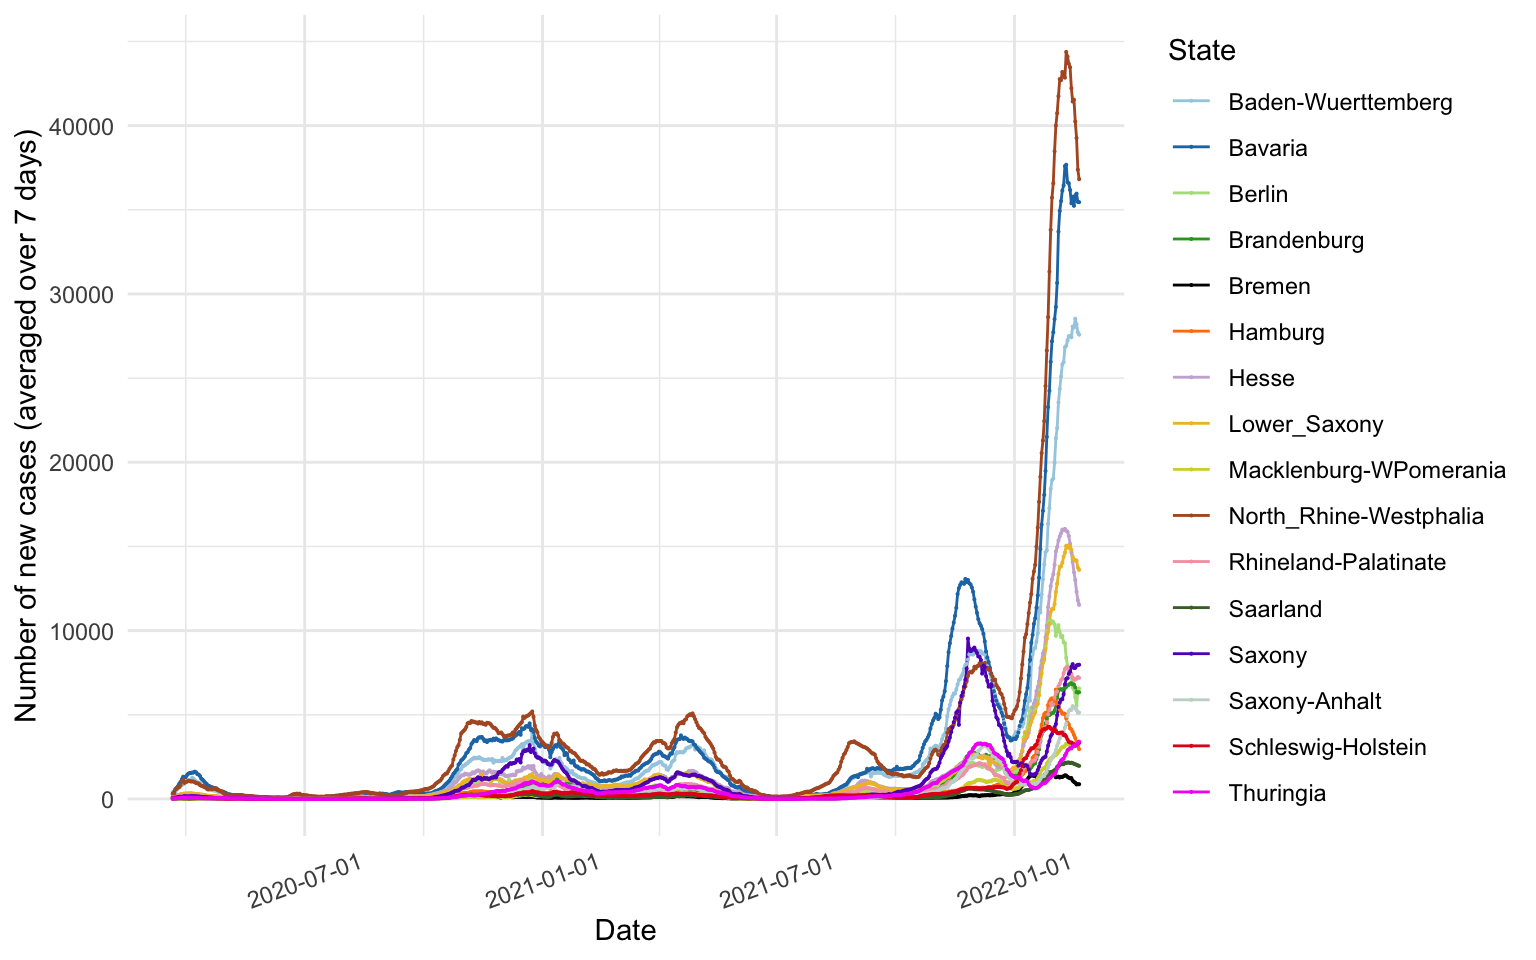 Number of new cases (averaged over 7 days)
40000
30000
20000
10000
0
2020-07-01
2021-01-01
2021-07-01
2022-01-01
Date
State
Baden-Wuerttemberg
Bavaria
Berlin
Brandenburg
Bremen
Hamburg
Hesse
Lower_Saxony
Macklenburg-WPomerania
North_Rhine-Westphalia
Rhineland-Palatinate
Saarland
Saxony
Saxony-Anhalt
Schleswig-Holstein
Thuringia